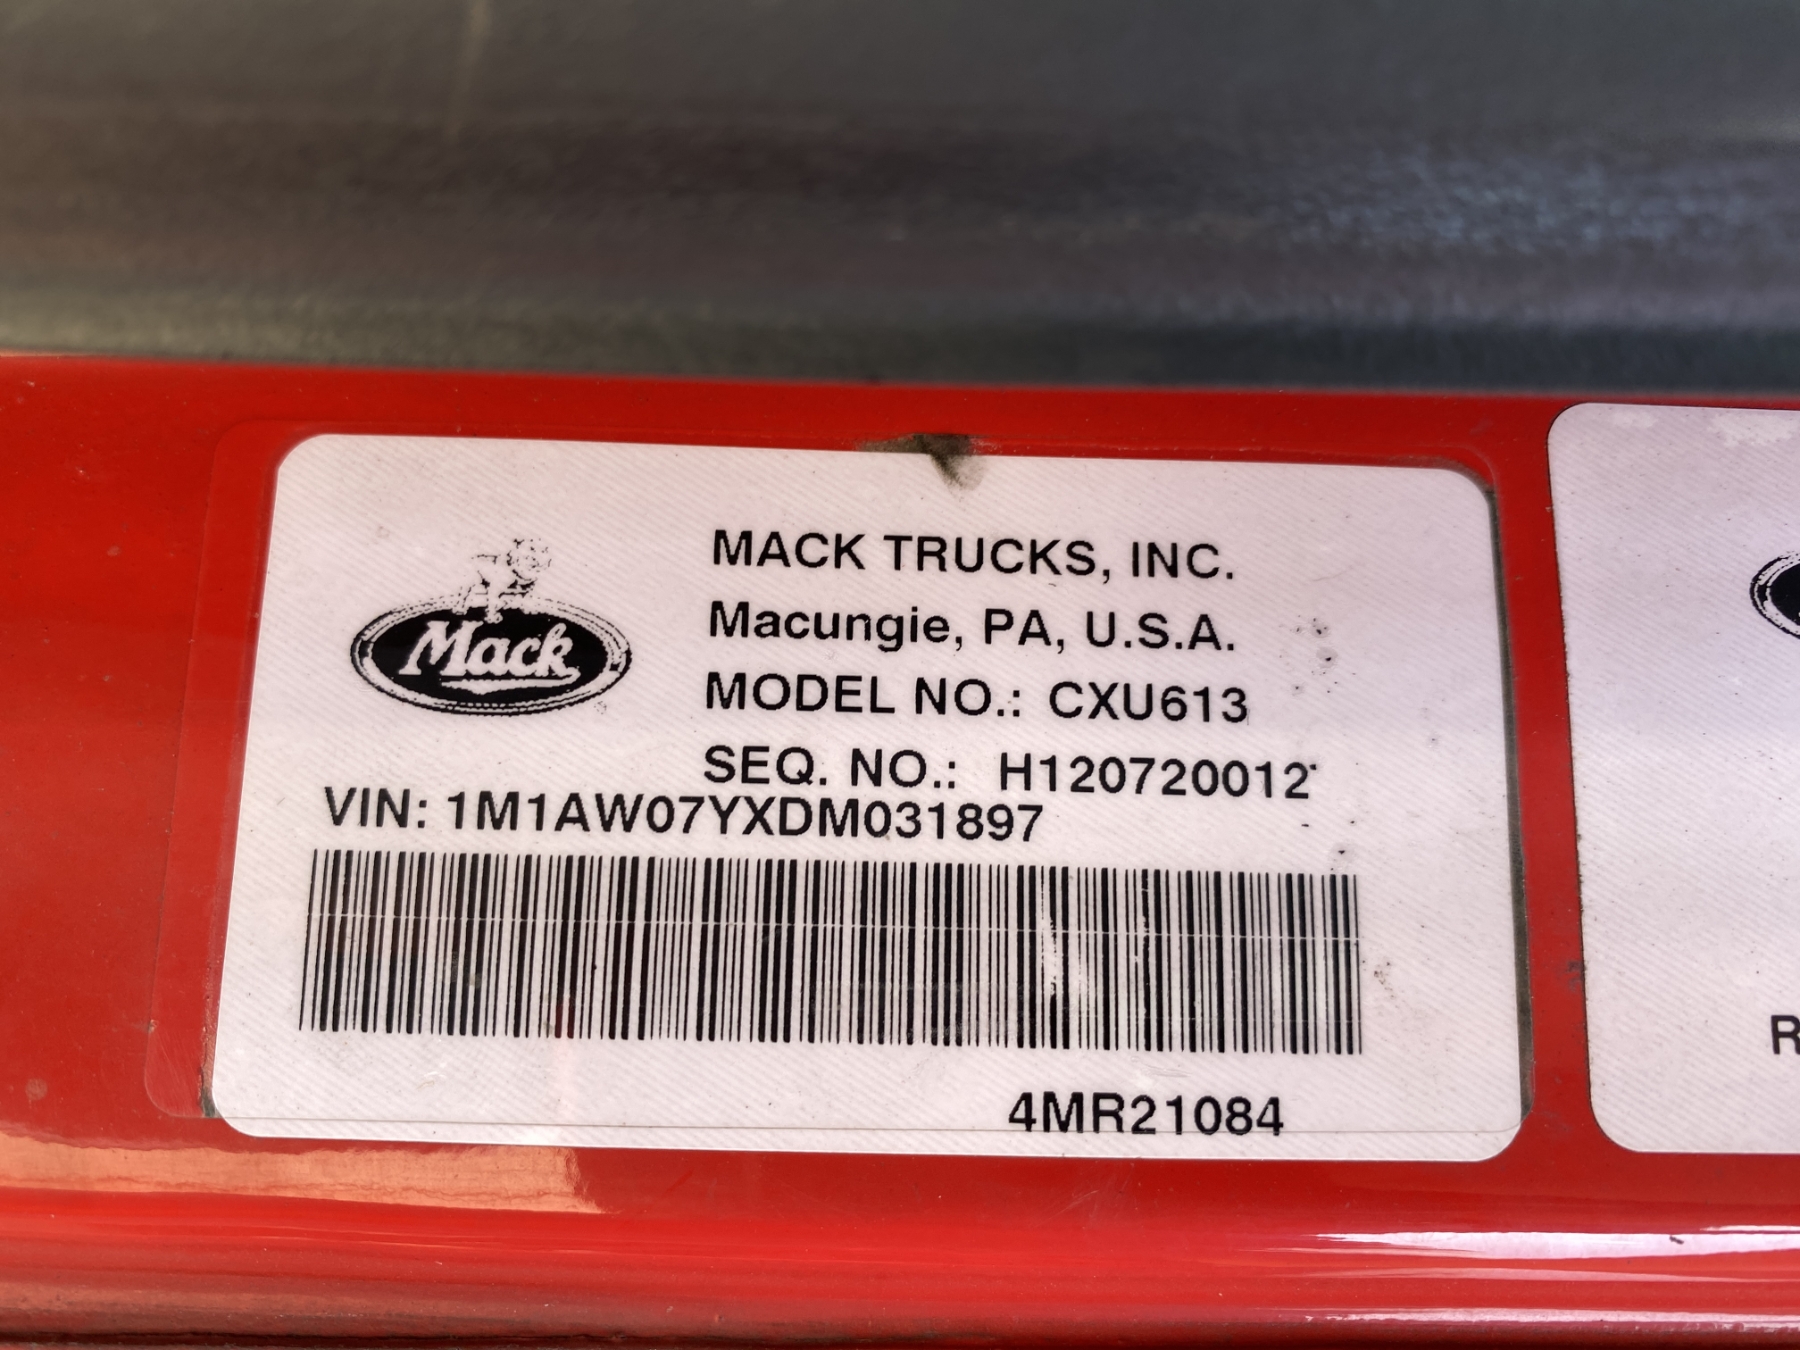 Mack
MACK TRUCKS, INC.
Macungie, PA, U.S.A.
MODEL NO.: CXU613
SEQ. NO.: H120720012
VIN: 1M1AW07YXDM031897
4MR21084
R